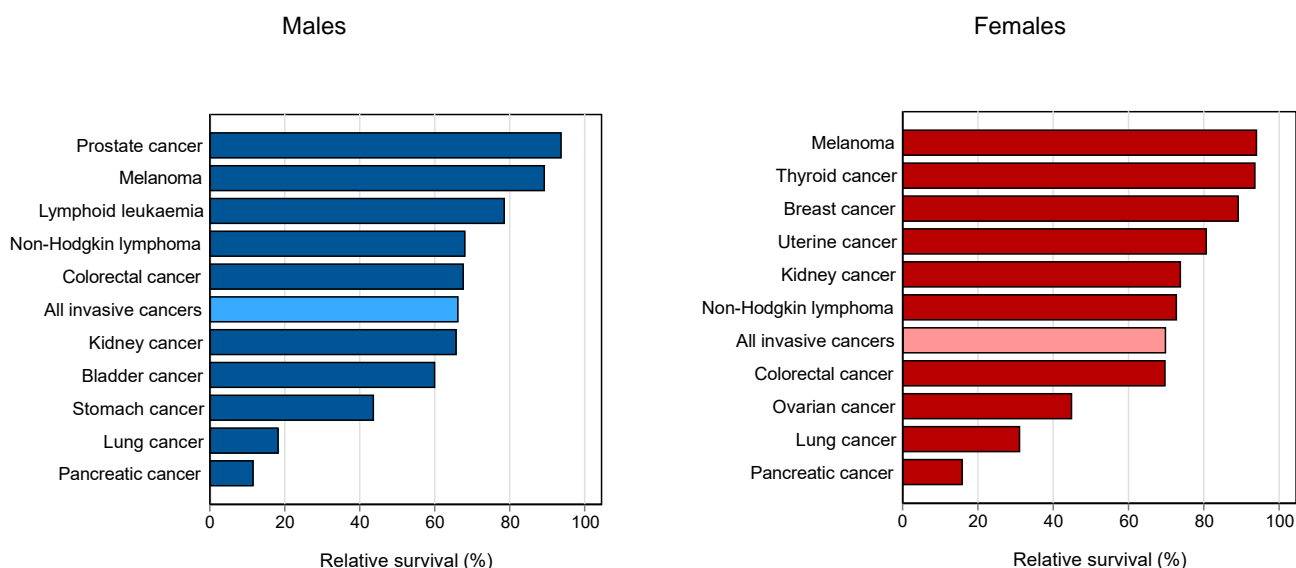 Males
Prostate cancer
Melanoma
Lymphoid leukaemia
Non-Hodgkin lymphoma
Colorectal cancer
All invasive cancers
Kidney cancer
Bladder cancer
Stomach cancer
Lung cancer
Pancreatic cancer
0 20 40 60 80 100
Relative survival (%)
Females
Melanoma
Thyroid cancer
Breast cancer
Uterine cancer
Kidney cancer
Non-Hodgkin lymphoma
All invasive cancers
Colorectal cancer
Ovarian cancer
Lung cancer
Pancreatic cancer
0 20 40 60 80 100
Relative survival (%)